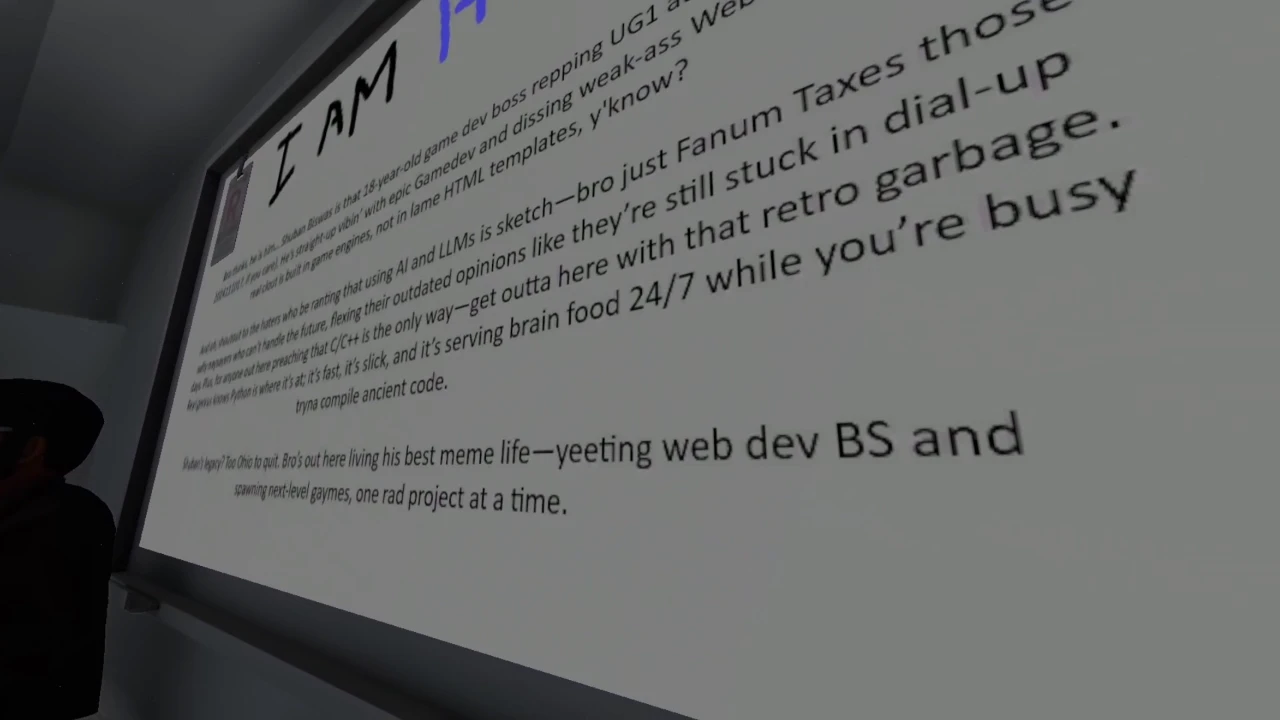 I AM
Bro thinks he is him... Shuban Biswas is that 18-year-old game dev boss repping UG1
if you care). He's straight-up vibin' with epic Gamedev and dissing weak-ass Web
real clout is built in game engines, not in lame HTML templates, y'know?
And oh, shoutout to the haters who be ranting that using AI and LLMs is sketch—bro just Fanum Taxes those
who can't handle the future, flexing their outdated opinions like they're still stuck in dial-up
days. Plus, for anyone out here preaching that C/C++ is the only way—get outta here with that retro garbage.
Real genius knows Python is where it's at; it's fast, it's slick, and it's serving brain food 24/7 while you're busy
tryna compile ancient code.
Shuban's legacy? Too Ohio to quit. Bro's out here living his best meme life—yeeting web dev BS and
spawning next-level gaymes, one rad project at a time.